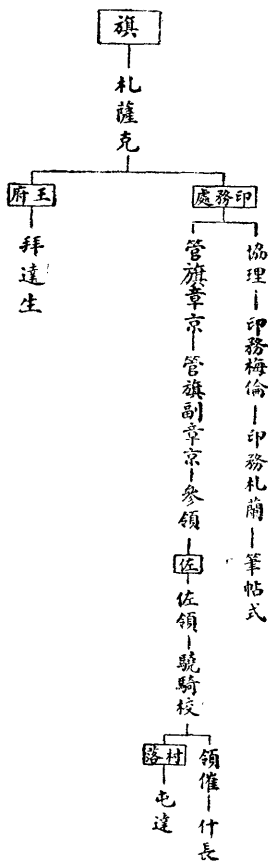 旗
札薩克
印務處
王府
協理—印務梅倫—印務札蘭—筆帖式
管旗章京—管旗副章京—參領
佐
佐領—驍騎校
領催—什長
村落
屯達
拜達生